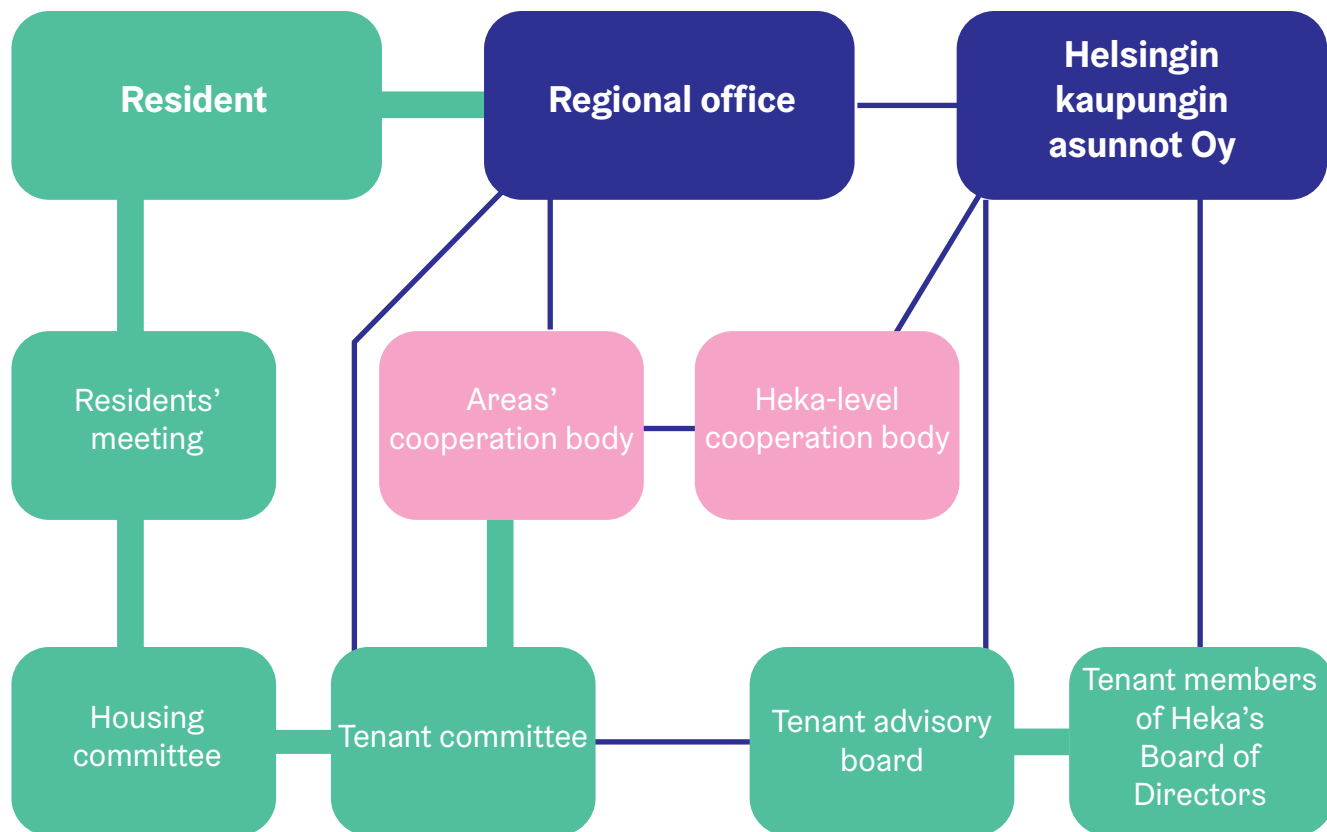 Resident
Regional office
Helsingin
kaupungin
asunnot Oy
Residents’
meeting
Areas’
cooperation body
Heka-level
cooperation body
Housing
committee
Tenant committee
Tenant advisory
board
Tenant members
of Heka’s
Board of
Directors